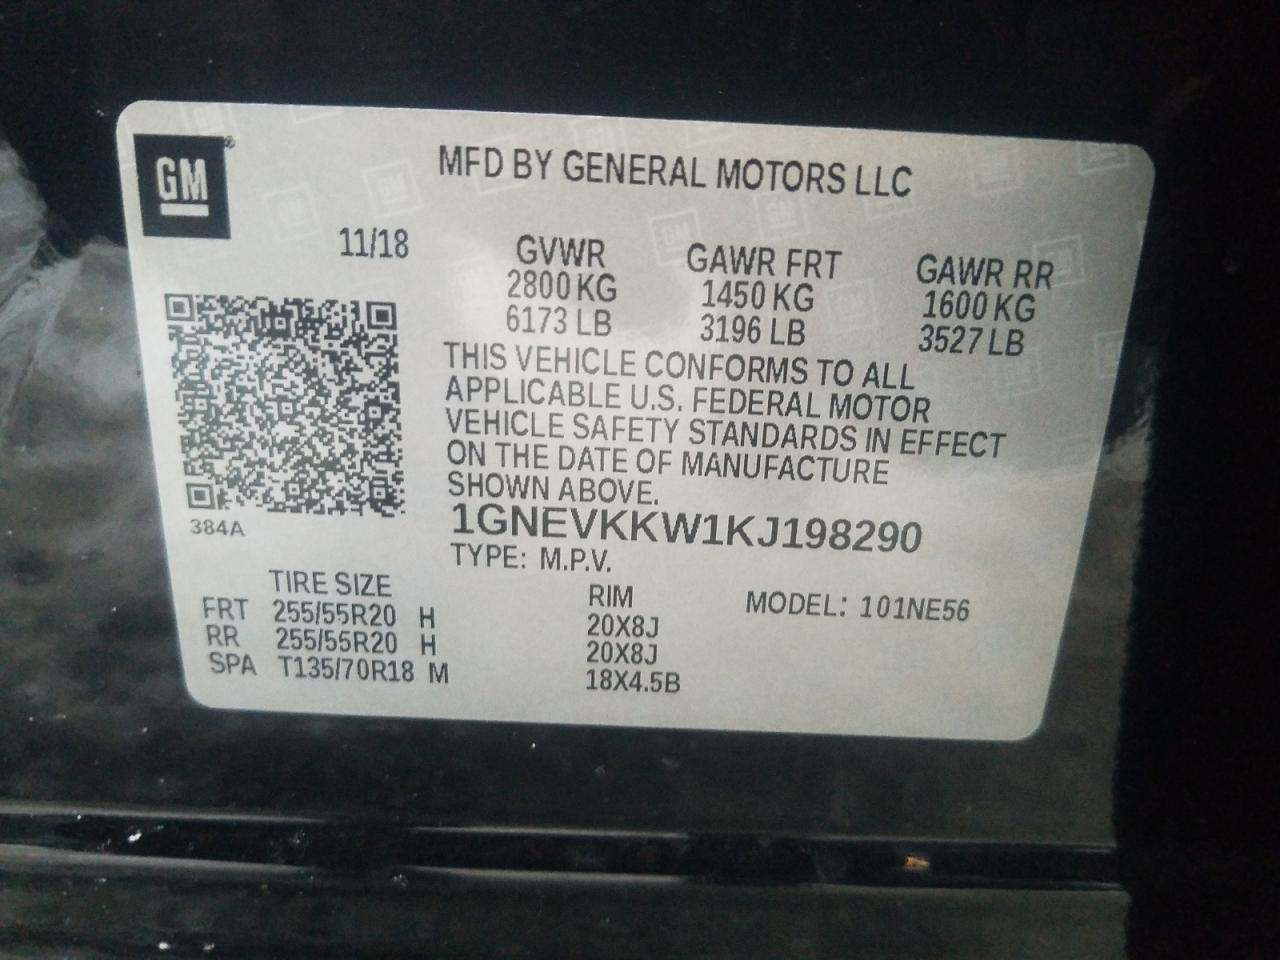 GM
MFD BY GENERAL MOTORS LLC
11/18 GVWR GAWR FRT GAWR RR
2800 KG 1450 KG 1600 KG
6173 LB 3196 LB 3527 LB
THIS VEHICLE CONFORMS TO ALL
APPLICABLE U.S. FEDERAL MOTOR
VEHICLE SAFETY STANDARDS IN EFFECT
ON THE DATE OF MANUFACTURE
SHOWN ABOVE.
384A
1GNEVKKW1KJ198290
TYPE: M.P.V.
TIRE SIZE RIM MODEL: 101NE56
FRT 255/55R20 H 20X8J
RR 255/55R20 H 20X8J
SPA T135/70R18 M 18X4.5B